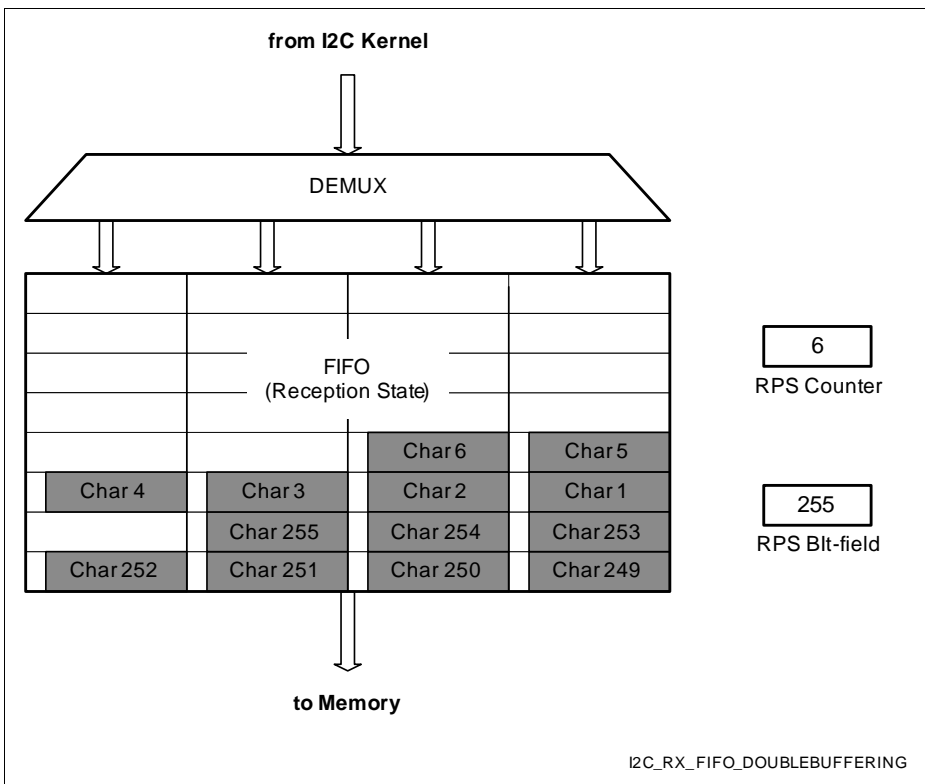 from I2C Kernel
DEMUX
FIFO
(Reception State)
6
RPS Counter
Char 6 Char 5
Char 4 Char 3 Char 2 Char 1
255
Char 255 Char 254 Char 253
RPS BIt-field
Char 252 Char 251 Char 250 Char 249
to Memory
I2C_RX_FIFO_DOUBLEBUFFERING